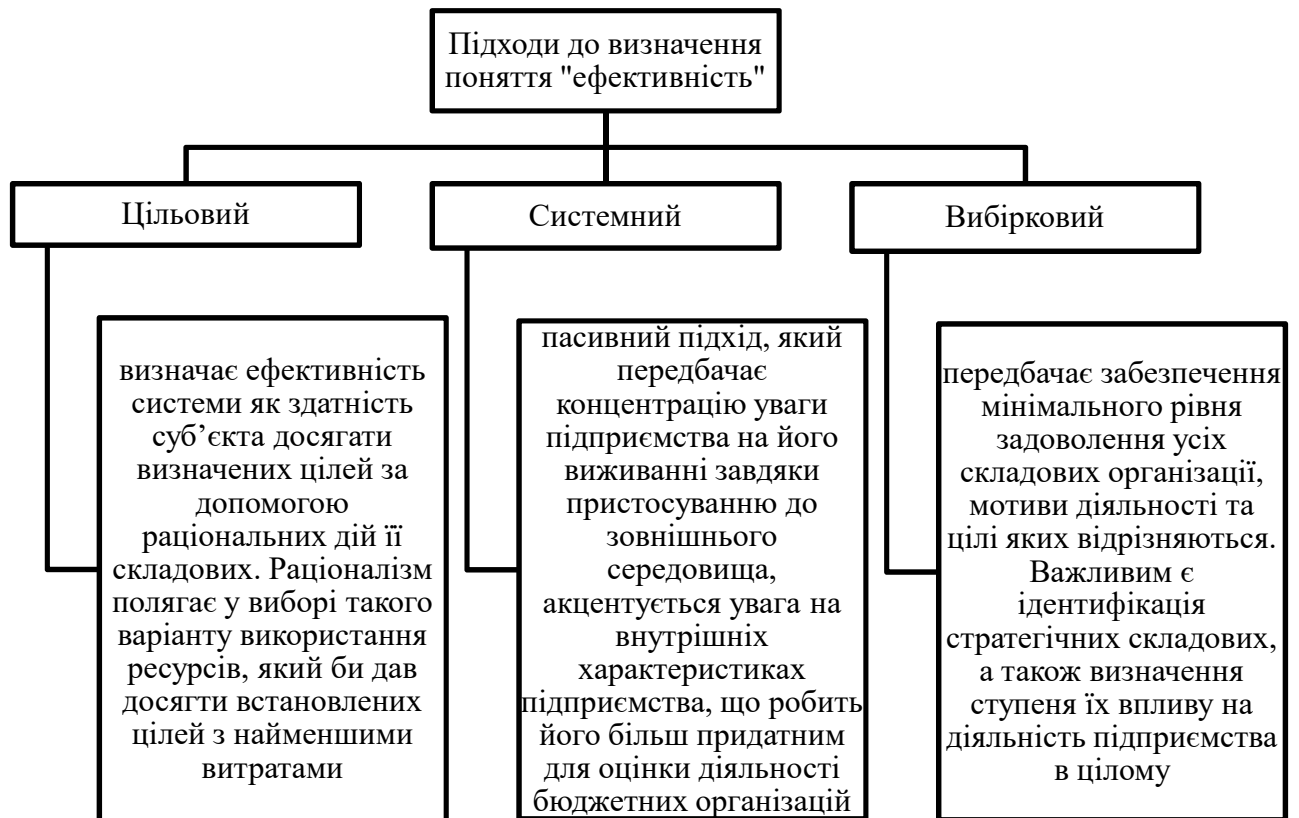 Підходи до визначення
поняття "ефективність"
Цільовий
Системний
Вибірковий
визначає ефективність
системи як здатність
суб’єкта досягати
визначених цілей за
допомогою
раціональних дій її
складових. Раціоналізм
полягає у виборі такого
варіанту використання
ресурсів, який би дав
досягти встановлених
цілей з найменшими
витратами
пасивний підхід, який
передбачає
концентрацію уваги
підприємства на його
виживанні завдяки
пристосуванню до
зовнішнього
середовища,
акцентується увага на
внутрішніх
характеристиках
підприємства, що робить
його більш придатним
для оцінки діяльності
бюджетних організацій
передбачає забезпечення
мінімального рівня
задоволення усіх
складових організації,
мотиви діяльності та
цілі яких відрізняються.
Важливим є
ідентифікація
стратегічних складових,
а також визначення
ступеня їх впливу на
діяльність підприємства
в цілому